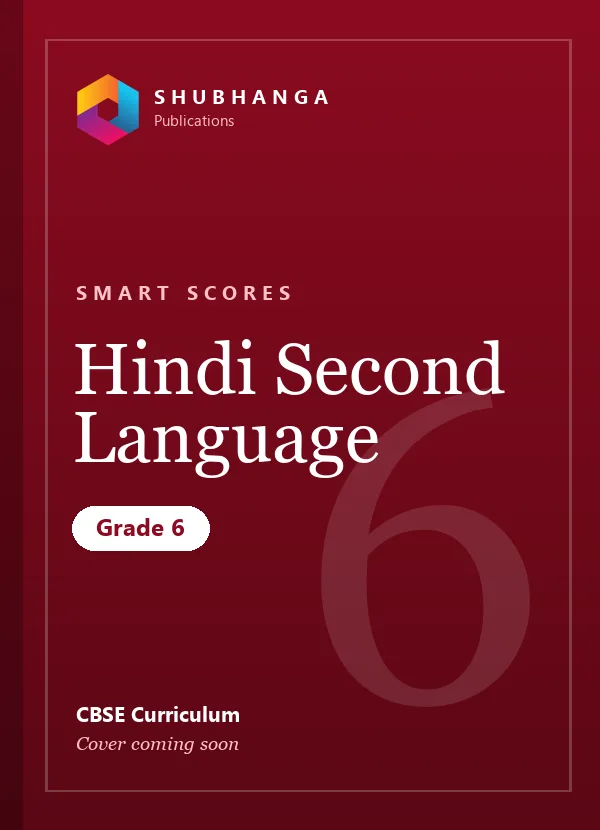 SHUBHANGA
Publications
SMART SCORES
Hindi Second
Language
6
Grade 6
CBSE Curriculum
Cover coming soon